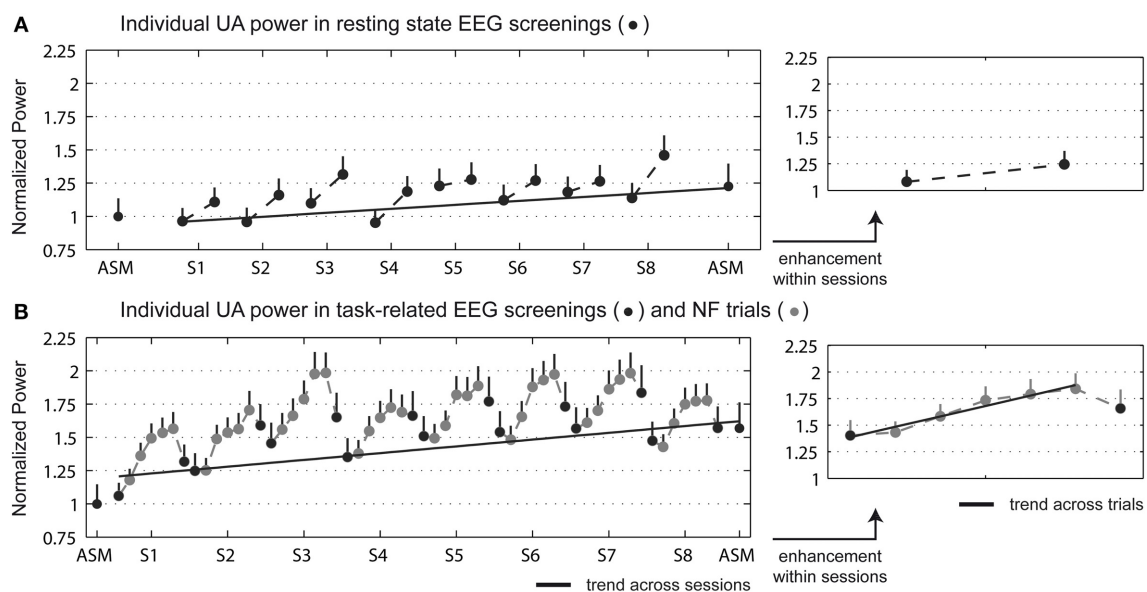 A Individual UA power in resting state EEG screenings ( )
Normalized Power
2.25
2
1.75
1.5
1.25
1
0.75
ASM S1 S2 S3 S4 S5 S6 S7 S8 ASM
2.25
2
1.75
1.5
1.25
1
enhancement
within sessions
B Individual UA power in task-related EEG screenings ( ) and NF trials ( )
Normalized Power
2.25
2
1.75
1.5
1.25
1
0.75
ASM S1 S2 S3 S4 S5 S6 S7 S8 ASM
trend across sessions
2.25
2
1.75
1.5
1.25
1
trend across trials
enhancement
within sessions